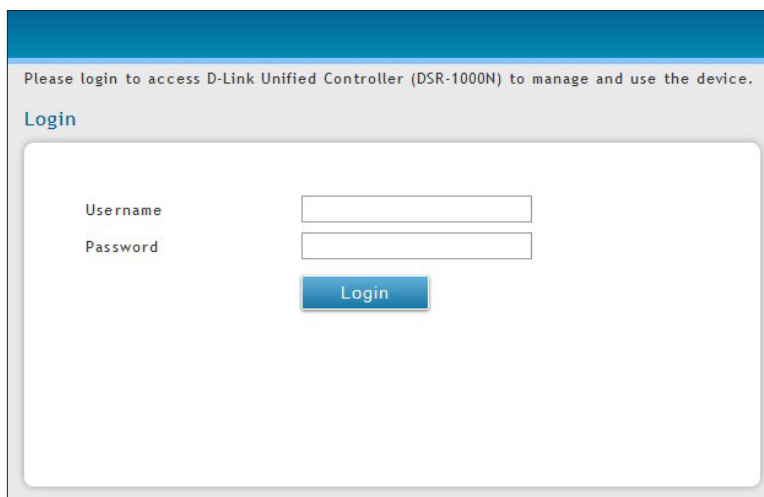 Please login to access D-Link Unified Controller (DSR-1000N) to manage and use the device.
Login
Username
Password
Login